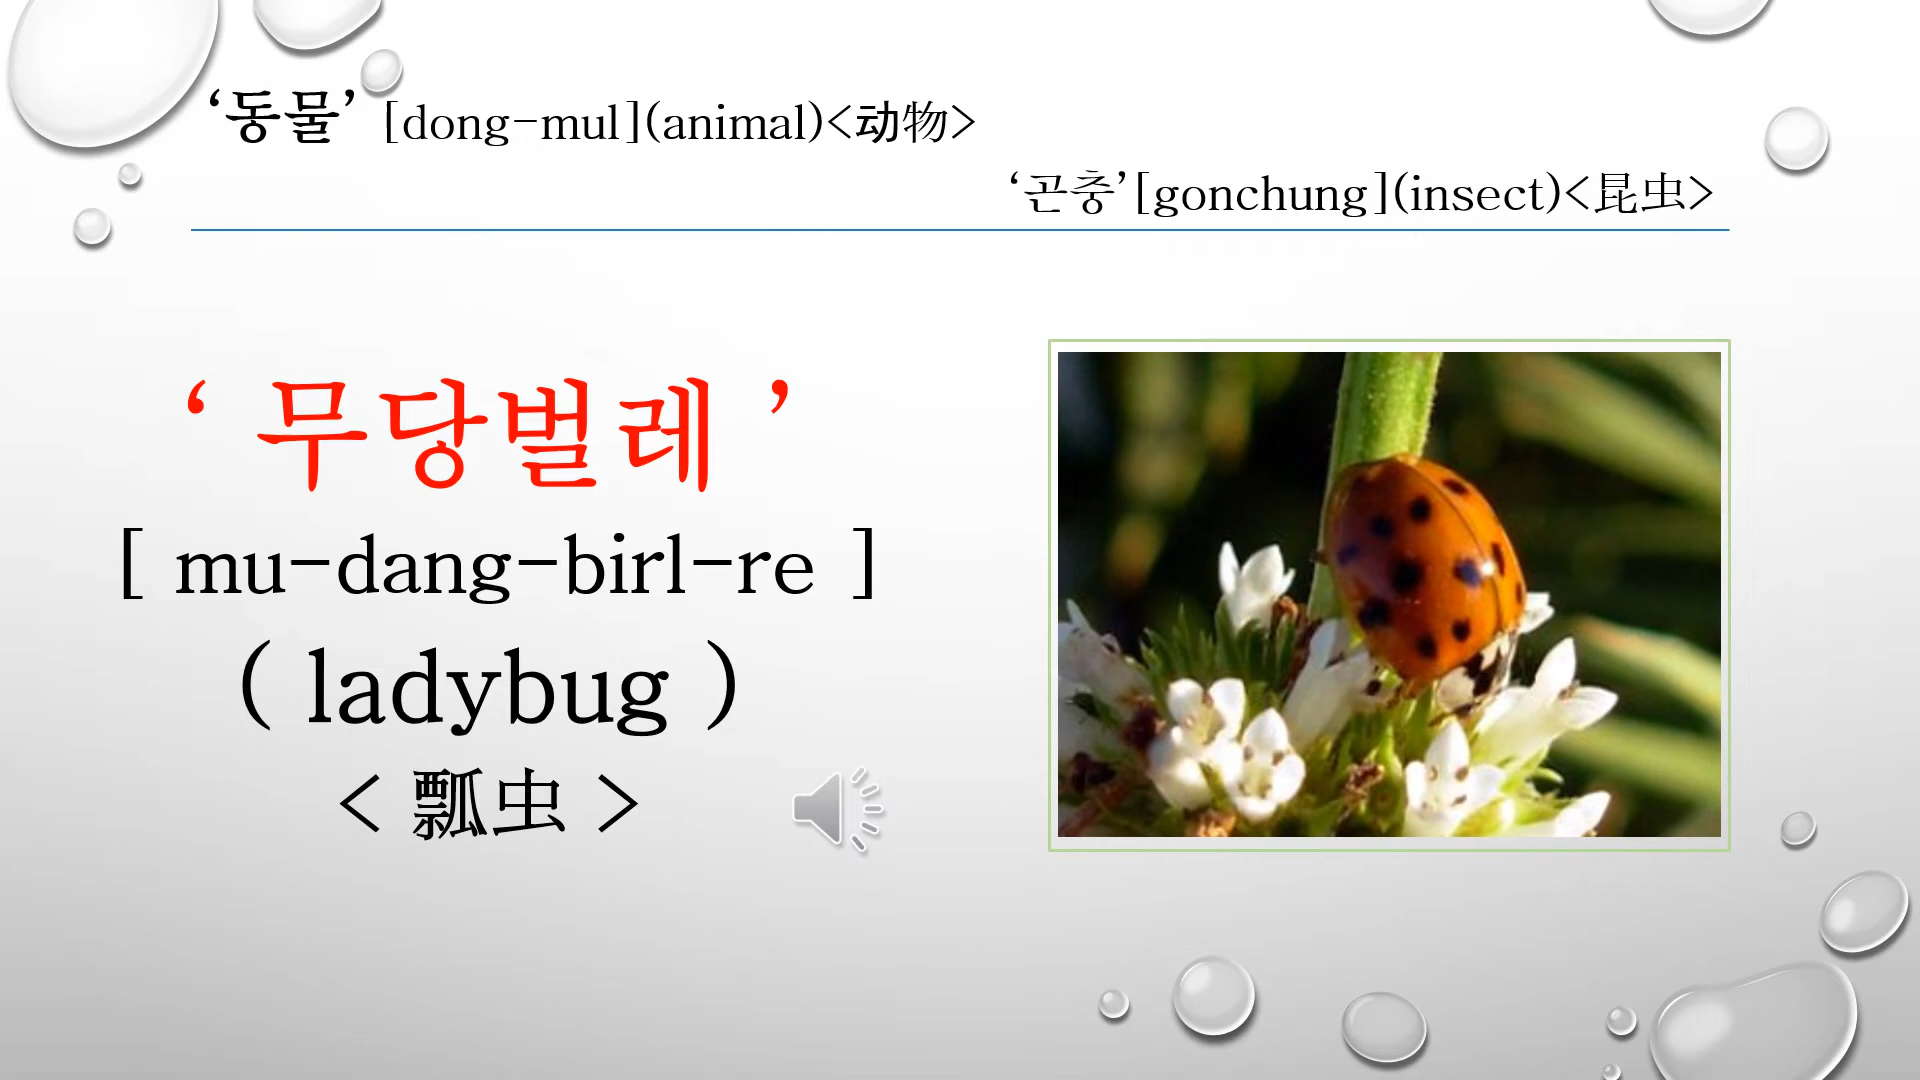 ‘동물’ [dong-mul](animal)<动物>
‘곤충’[gonchung](insect)<昆虫>
‘ 무당벌레 ’
[ mu-dang-birl-re ]
( ladybug )
< 瓢虫 >